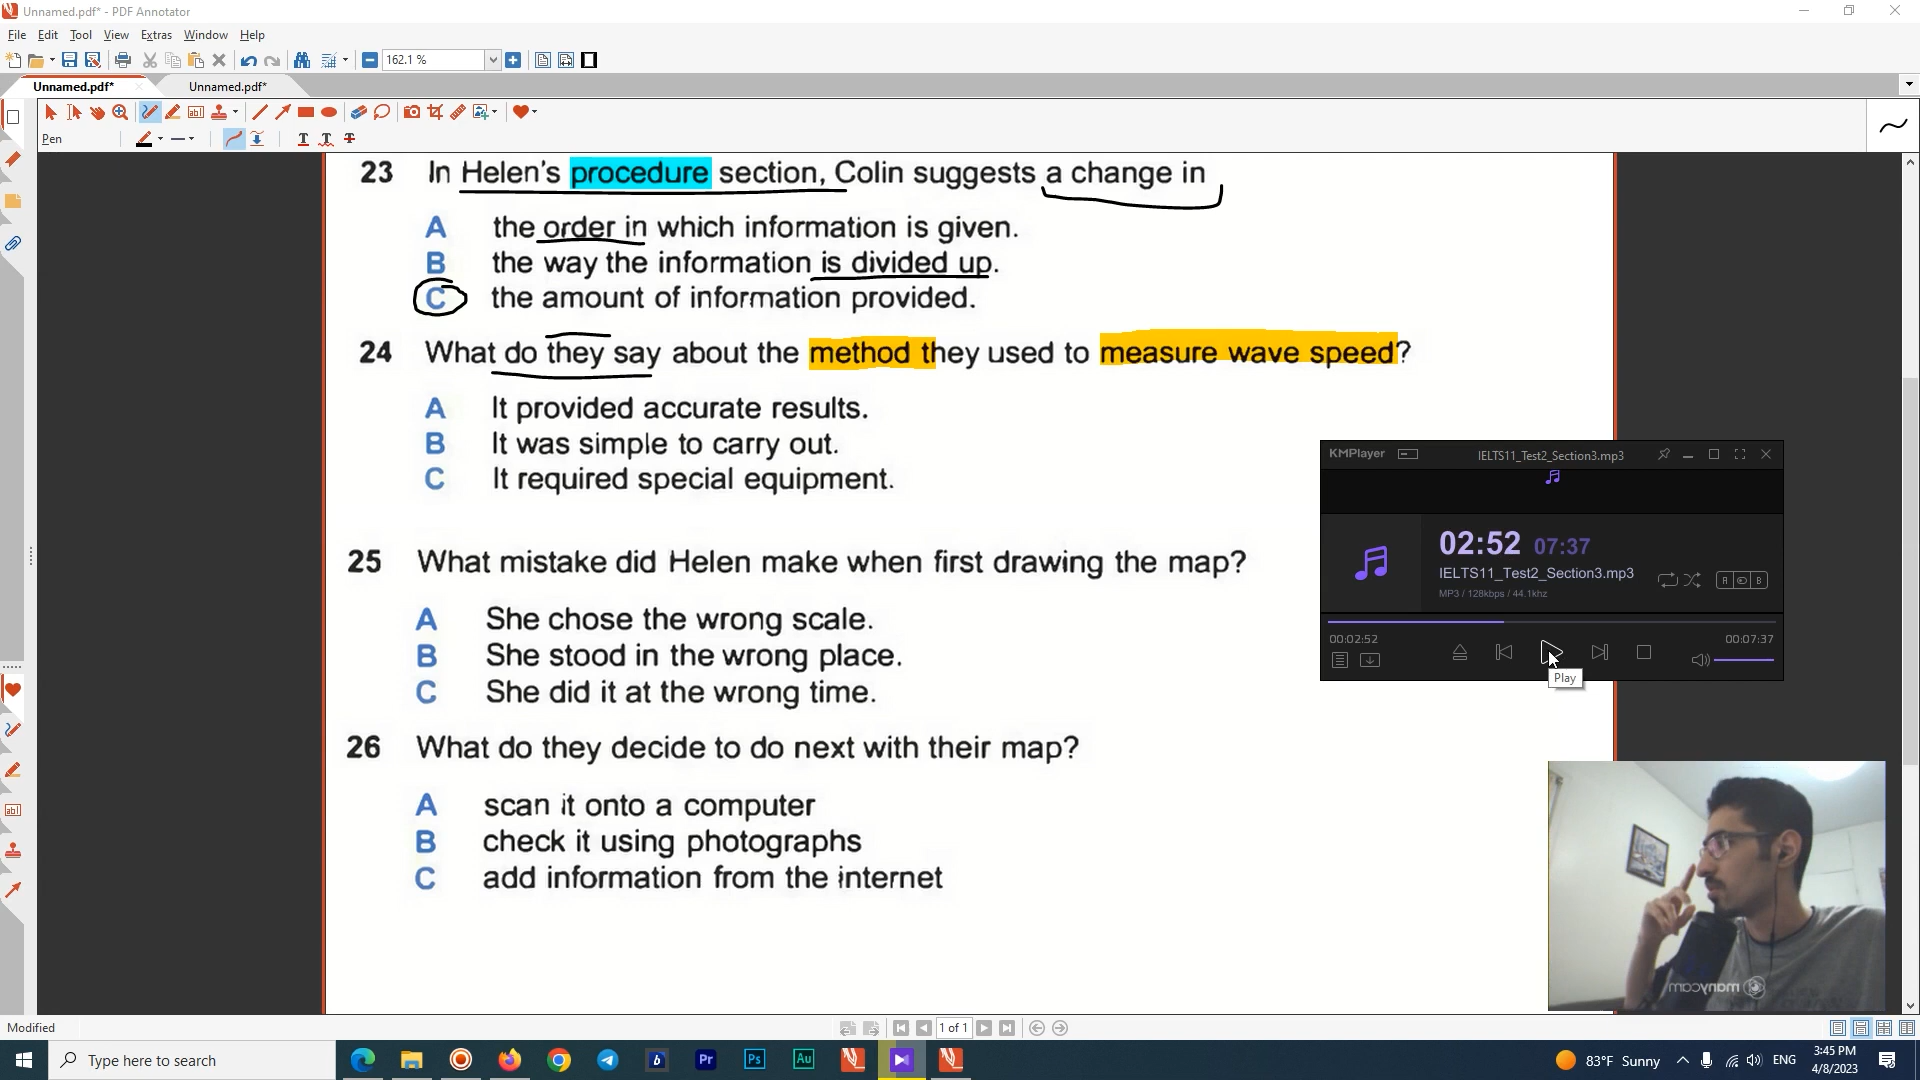 Unnamed.pdf* - PDF Annotator
File Edit Tool View Extras Window Help
162.1 %
Unnamed.pdf* Unnamed.pdf*
Pen
23 In Helen's procedure section, Colin suggests a change in
A the order in which information is given.
B the way the information is divided up.
C the amount of information provided.
24 What do they say about the method they used to measure wave speed?
A It provided accurate results.
B It was simple to carry out.
C It required special equipment.
25 What mistake did Helen make when first drawing the map?
A She chose the wrong scale.
B She stood in the wrong place.
C She did it at the wrong time.
26 What do they decide to do next with their map?
A scan it onto a computer
B check it using photographs
C add information from the internet
KMPlayer IELTS11_Test2_Section3.mp3
02:52 07:37
IELTS11_Test2_Section3.mp3
MP3 / 128kbps / 44.1khz
00:02:52 00:07:37
Play
manycam
Modified
1 of 1
Type here to search
83°F Sunny
ENG
3:45 PM
4/8/2023